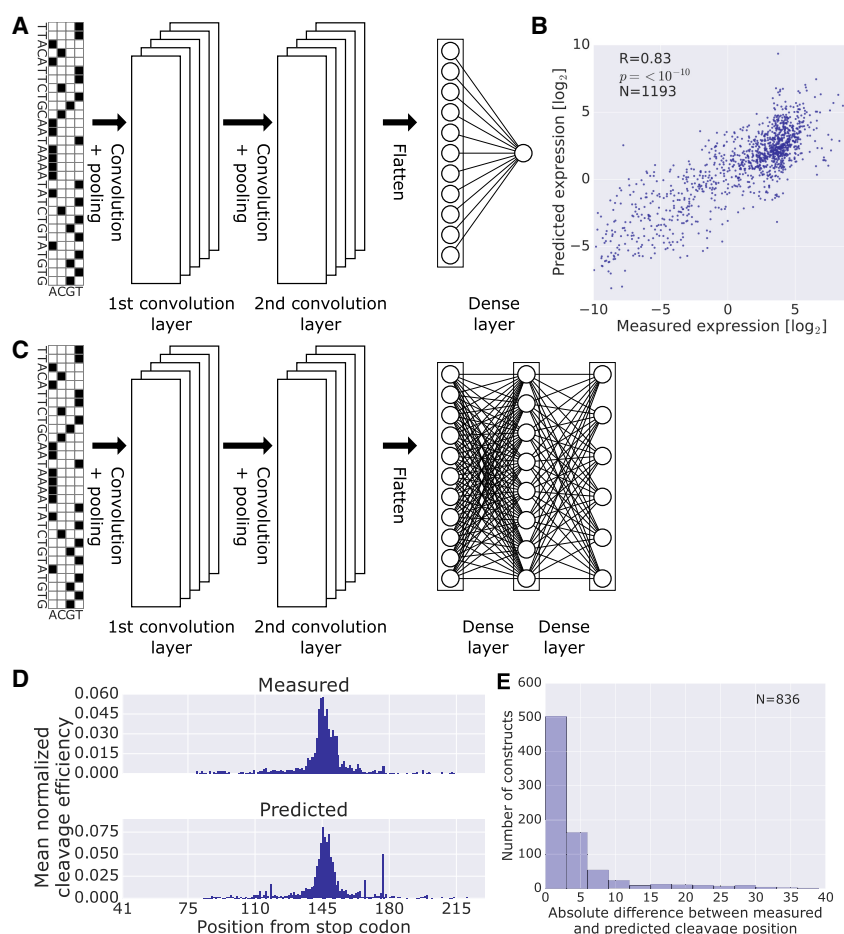 A
TTACATTCTGCAATAAAATATCTGTATGTG
ACGT
Convolution
+ pooling
Convolution
+ pooling
Flatten
1st convolution
layer
2nd convolution
layer
Dense
layer
B
R=0.83
p = < 10⁻¹⁰
N=1193
Predicted expression [log₂]
10
5
0
−5
−10
−5
0
5
Measured expression [log₂]
C
TTACATTCTGCAATAAAATATCTGTATGTG
ACGT
Convolution
+ pooling
Convolution
+ pooling
Flatten
1st convolution
layer
2nd convolution
layer
Dense
layer
Dense
layer
D
Mean normalized
cleavage efficiency
Measured
0.060
0.045
0.030
0.015
0.000
Predicted
0.075
0.050
0.025
0.000
41 75 110 145 180 215
Position from stop codon
E
N=836
Number of constructs
600
500
400
300
200
100
0
0 5 10 15 20 25 30 35 40
Absolute difference between measured
and predicted cleavage position